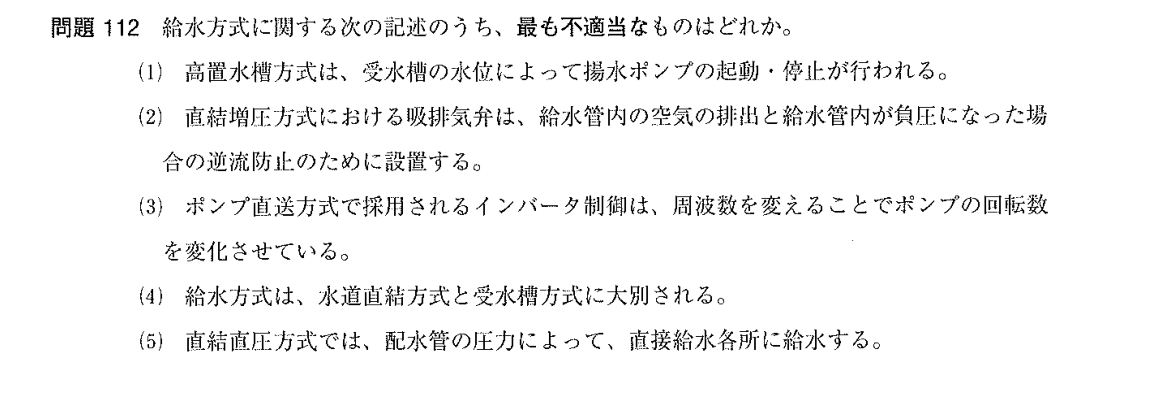 問題 112 給水方式に関する次の記述のうち、最も不適当なものはどれか。
(1) 高置水槽方式は、受水槽の水位によって揚水ポンプの起動・停止が行われる。
(2) 直結増圧方式における吸排気弁は、給水管内の空気の排出と給水管内が負圧になった場
合の逆流防止のために設置する。
(3) ポンプ直送方式で採用されるインバータ制御は、周波数を変えることでポンプの回転数
を変化させている。
(4) 給水方式は、水道直結方式と受水槽方式に大別される。
(5) 直結直圧方式では、配水管の圧力によって、直接給水各所に給水する。